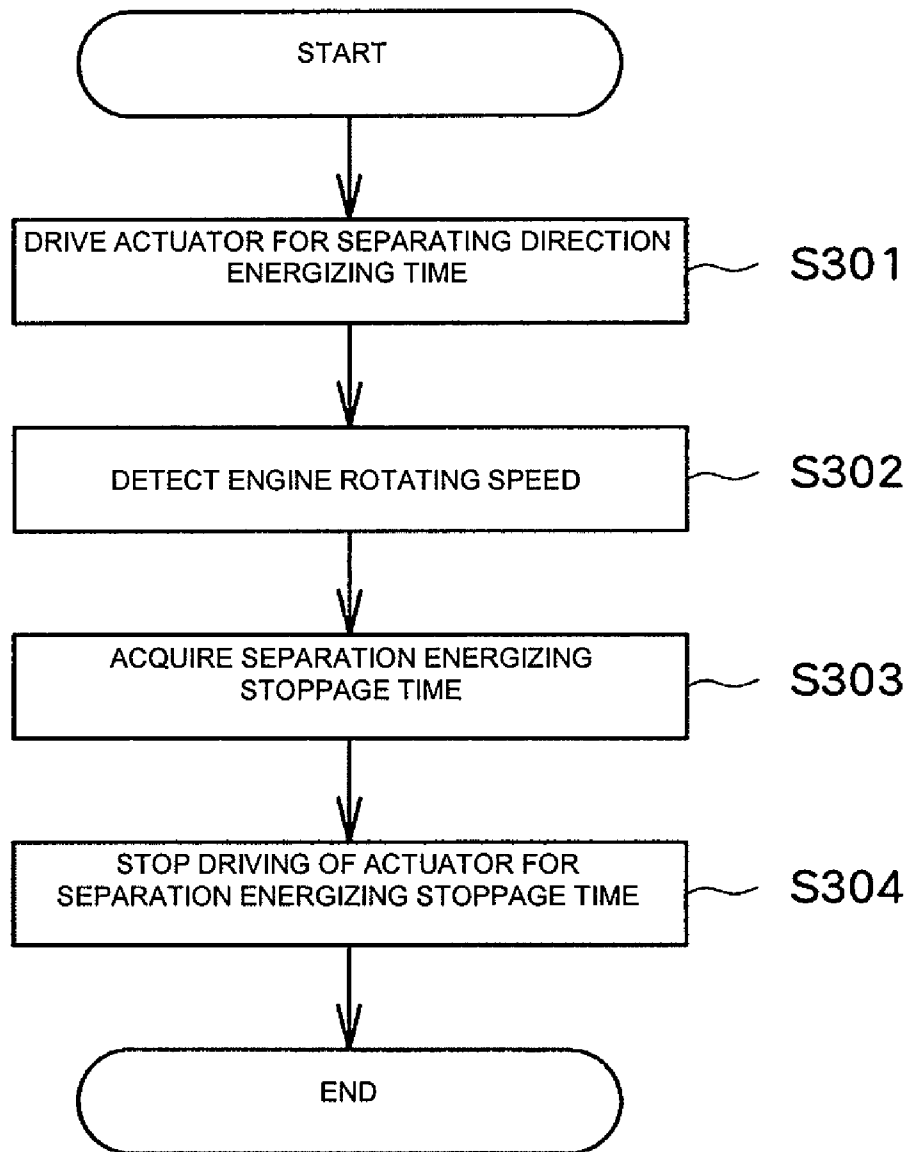 START
DRIVE ACTUATOR FOR SEPARATING DIRECTION
ENERGIZING TIME
S301
DETECT ENGINE ROTATING SPEED
S302
ACQUIRE SEPARATION ENERGIZING
STOPPAGE TIME
S303
STOP DRIVING OF ACTUATOR FOR
SEPARATION ENERGIZING STOPPAGE TIME
S304
END